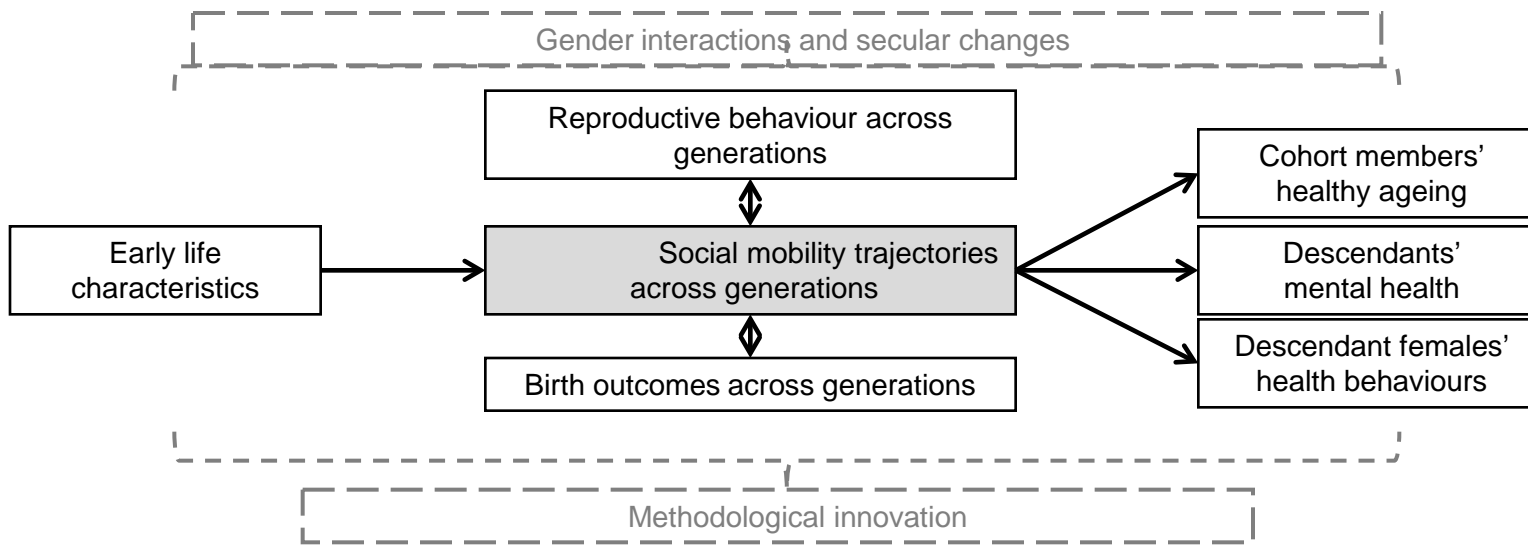 Gender interactions and secular changes
Reproductive behaviour across
generations
Cohort members’
healthy ageing
Early life
characteristics
Social mobility trajectories
across generations
Descendants’
mental health
Birth outcomes across generations
Descendant females’
health behaviours
Methodological innovation